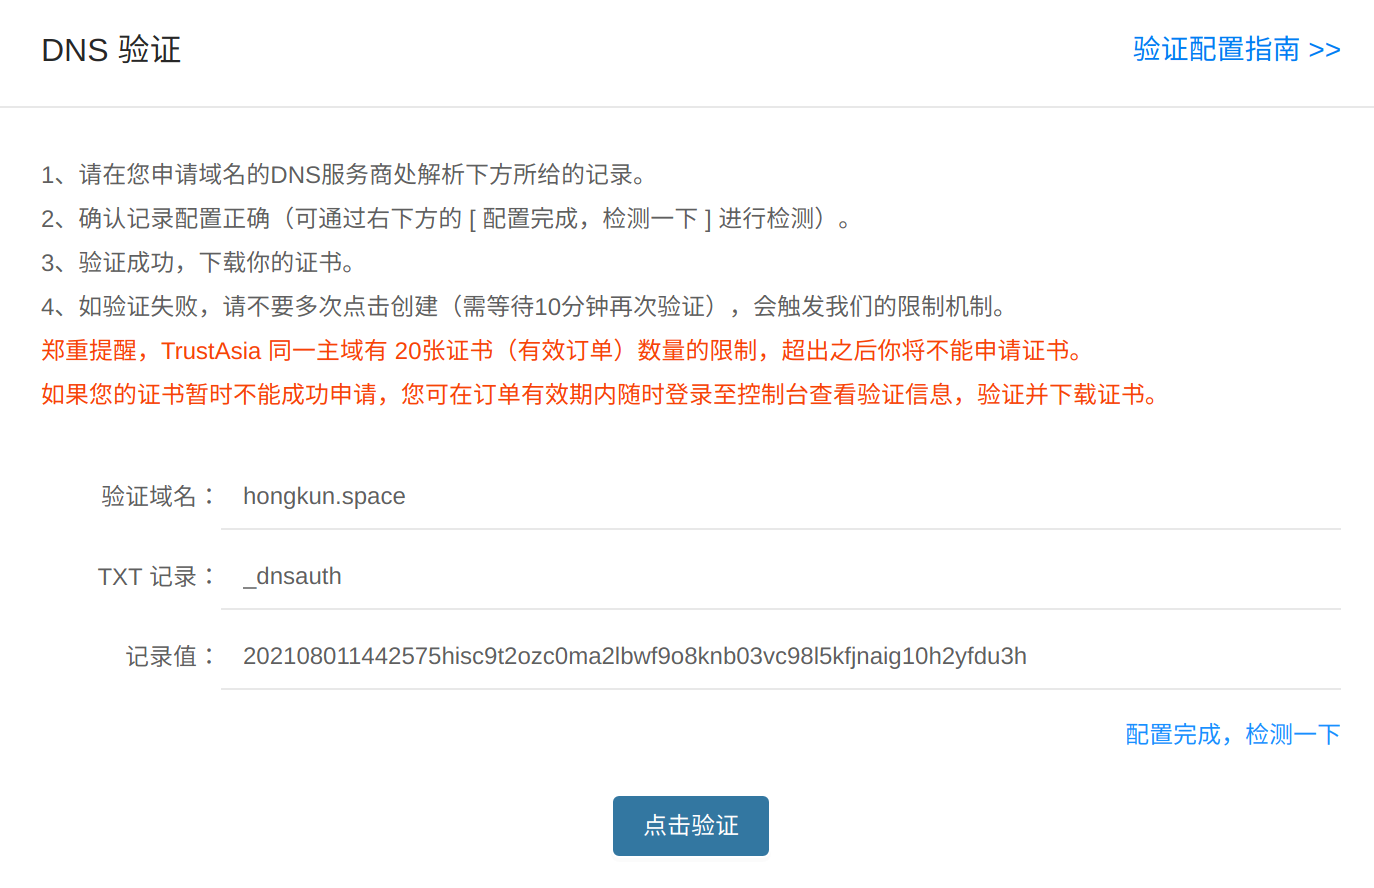 DNS 验证
验证配置指南 >>
1、请在您申请域名的DNS服务商处解析下方所给的记录。
2、确认记录配置正确（可通过右下方的 [ 配置完成，检测一下 ] 进行检测）。
3、验证成功，下载你的证书。
4、如验证失败，请不要多次点击创建（需等待10分钟再次验证），会触发我们的限制机制。
郑重提醒，TrustAsia 同一主域有 20张证书（有效订单）数量的限制，超出之后你将不能申请证书。
如果您的证书暂时不能成功申请，您可在订单有效期内随时登录至控制台查看验证信息，验证并下载证书。
验证域名： hongkun.space
TXT 记录： _dnsauth
记录值： 202108011442575hisc9t2ozc0ma2lbwf9o8knb03vc98l5kfjnaig10h2yfdu3h
配置完成，检测一下
点击验证